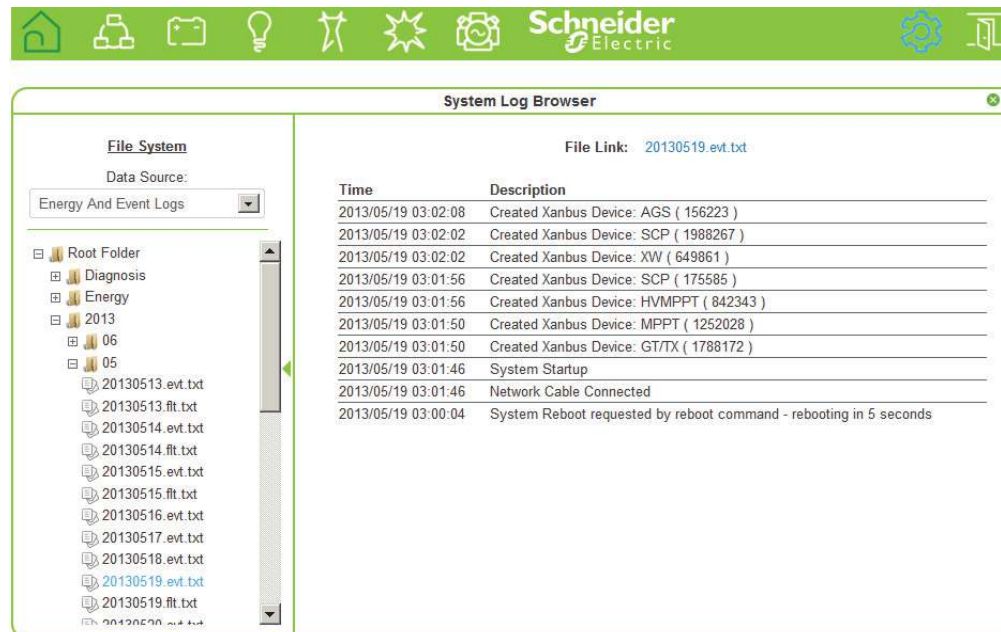 Schneider
Electric
System Log Browser
File System
Data Source:
Energy And Event Logs
Root Folder
Diagnosis
Energy
2013
06
05
20130513.evt.txt
20130513.flt.txt
20130514.evt.txt
20130514.flt.txt
20130515.evt.txt
20130515.flt.txt
20130516.evt.txt
20130517.evt.txt
20130518.evt.txt
20130519.evt.txt
20130519.flt.txt
20130520.evt.txt
File Link: 20130519.evt.txt
Time Description
2013/05/19 03:02:08 Created Xanbus Device: AGS ( 156223 )
2013/05/19 03:02:02 Created Xanbus Device: SCP ( 1988267 )
2013/05/19 03:02:02 Created Xanbus Device: XW ( 649861 )
2013/05/19 03:01:56 Created Xanbus Device: SCP ( 175585 )
2013/05/19 03:01:56 Created Xanbus Device: HVMPPT ( 842343 )
2013/05/19 03:01:50 Created Xanbus Device: MPPT ( 1252028 )
2013/05/19 03:01:50 Created Xanbus Device: GT/TX ( 1788172 )
2013/05/19 03:01:46 System Startup
2013/05/19 03:01:46 Network Cable Connected
2013/05/19 03:00:04 System Reboot requested by reboot command - rebooting in 5 seconds